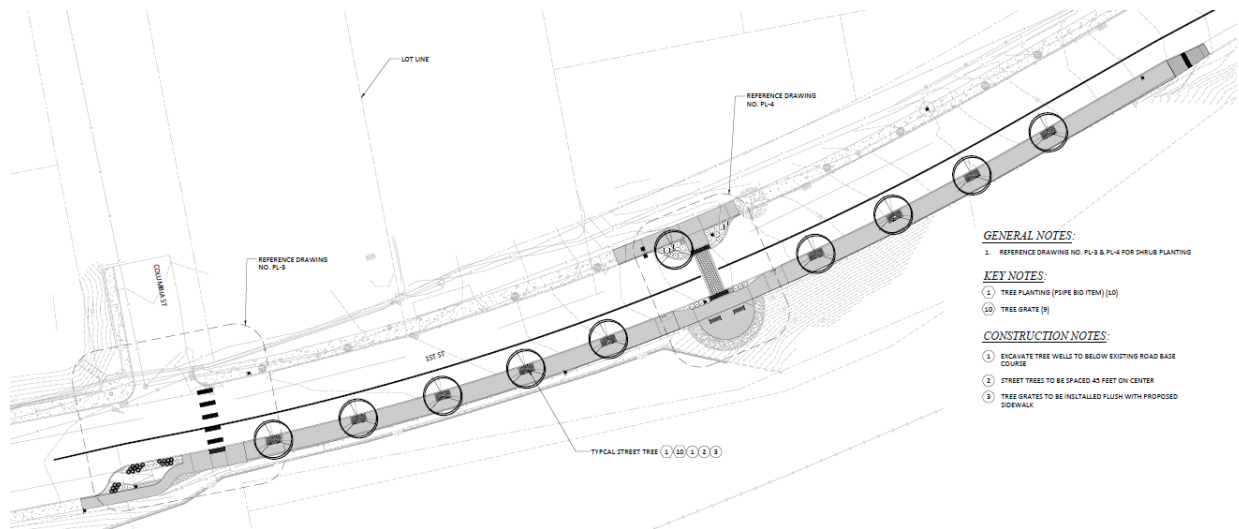 LOT LINE
REFERENCE DRAWING
NO. PL-4
REFERENCE DRAWING
NO. PL-3
COLUMBIA ST
1ST ST
TYPCAL STREET TREE 1 10 1 2 3
GENERAL NOTES:
1. REFERENCE DRAWING NO. PL-3 & PL-4 FOR SHRUB PLANTING
KEY NOTES:
1 TREE PLANTING (PSIPE BID ITEM) (10)
10 TREE GRATE (9)
CONSTRUCTION NOTES:
1 EXCAVATE TREE WELLS TO BELOW EXISTING ROAD BASE
COURSE
2 STREET TREES TO BE SPACED 45 FEET ON CENTER
3 TREE GRATES TO BE INSLTALLED FLUSH WITH PROPOSED
SIDEWALK